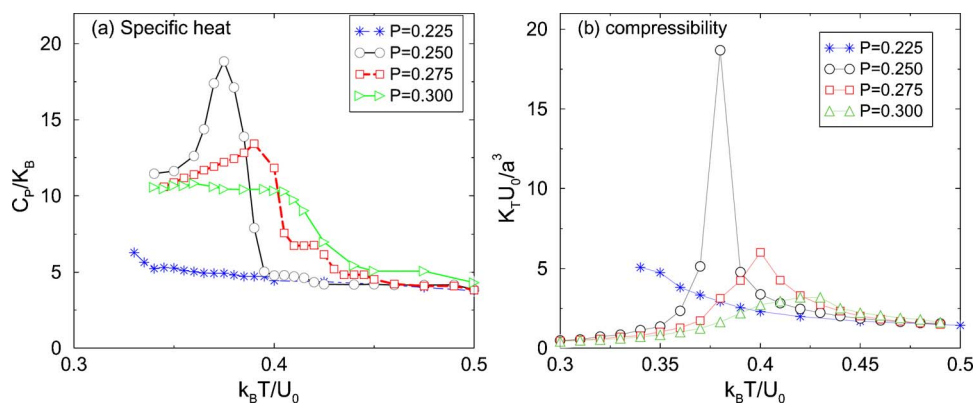 (a) Specific heat
P=0.225
P=0.250
P=0.275
P=0.300
C_P/K_B
20
15
10
5
0
0.3
0.4
0.5
k_BT/U_0
(b) compressibility
P=0.225
P=0.250
P=0.275
P=0.300
K_TU_0/a^3
20
15
10
5
0
0.3
0.35
0.4
0.45
0.5
k_BT/U_0